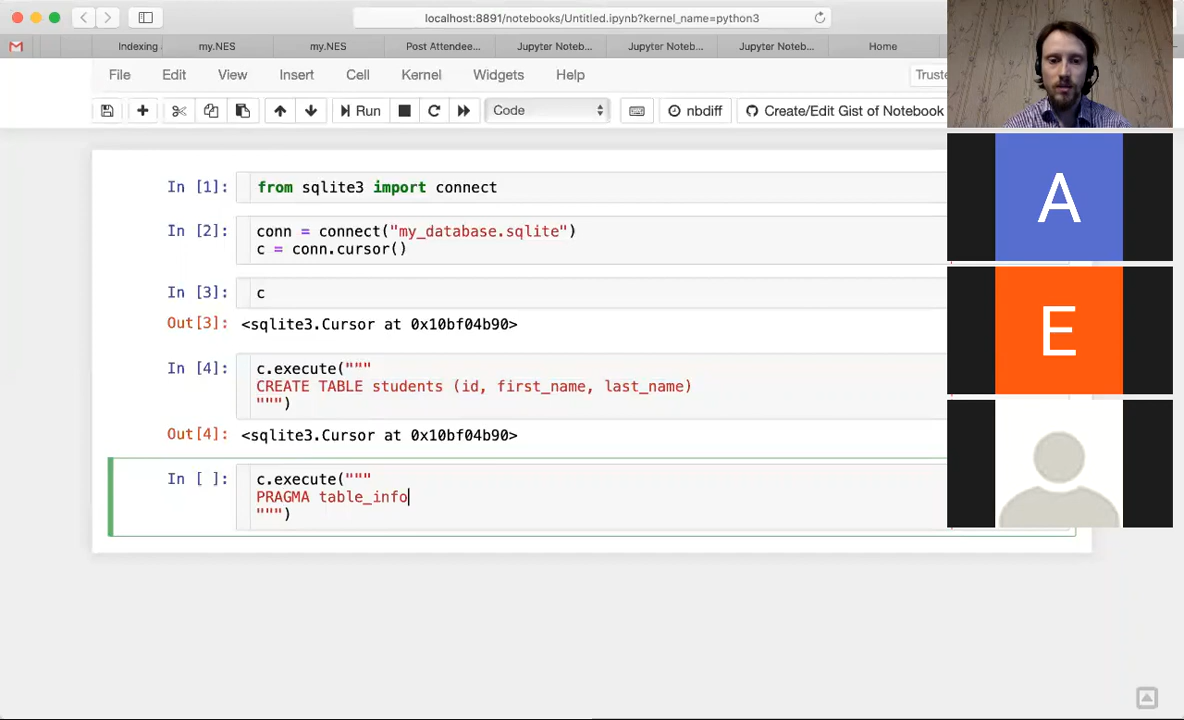 localhost:8891/notebooks/Untitled.ipynb?kernel_name=python3
Indexing my.NES my.NES Post Attendee... Jupyter Noteb... Jupyter Noteb... Jupyter Noteb... Home
File Edit View Insert Cell Kernel Widgets Help Truste
Run Code nbdiff Create/Edit Gist of Notebook
In [1]: from sqlite3 import connect
In [2]: conn = connect("my_database.sqlite")
c = conn.cursor()
In [3]: c
Out[3]: <sqlite3.Cursor at 0x10bf04b90>
In [4]: c.execute("""
CREATE TABLE students (id, first_name, last_name)
""")
Out[4]: <sqlite3.Cursor at 0x10bf04b90>
In [ ]: c.execute("""
PRAGMA table_info
""")
A
E